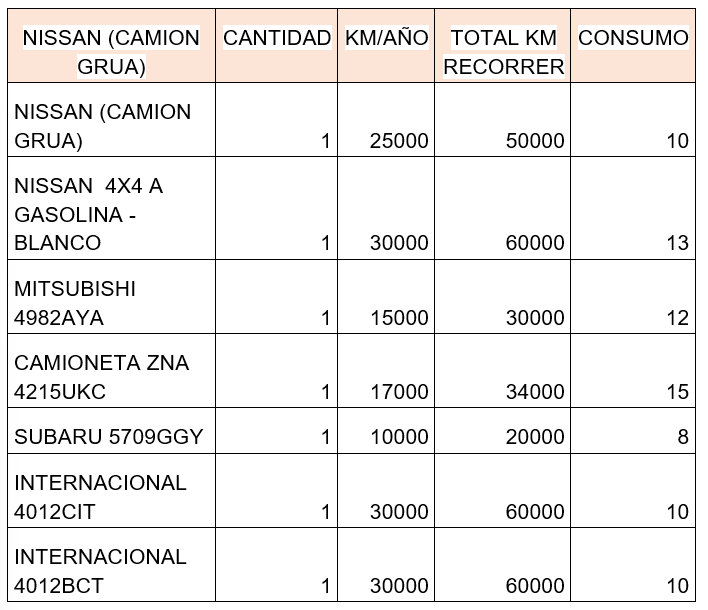 NISSAN (CAMION GRUA) CANTIDAD KM/AÑO TOTAL KM RECORRER CONSUMO
NISSAN (CAMION
GRUA) 1 25000 50000 10
NISSAN  4X4 A
GASOLINA -
BLANCO 1 30000 60000 13
MITSUBISHI
4982AYA 1 15000 30000 12
CAMIONETA ZNA
4215UKC 1 17000 34000 15
SUBARU 5709GGY 1 10000 20000 8
INTERNACIONAL
4012CIT 1 30000 60000 10
INTERNACIONAL
4012BCT 1 30000 60000 10